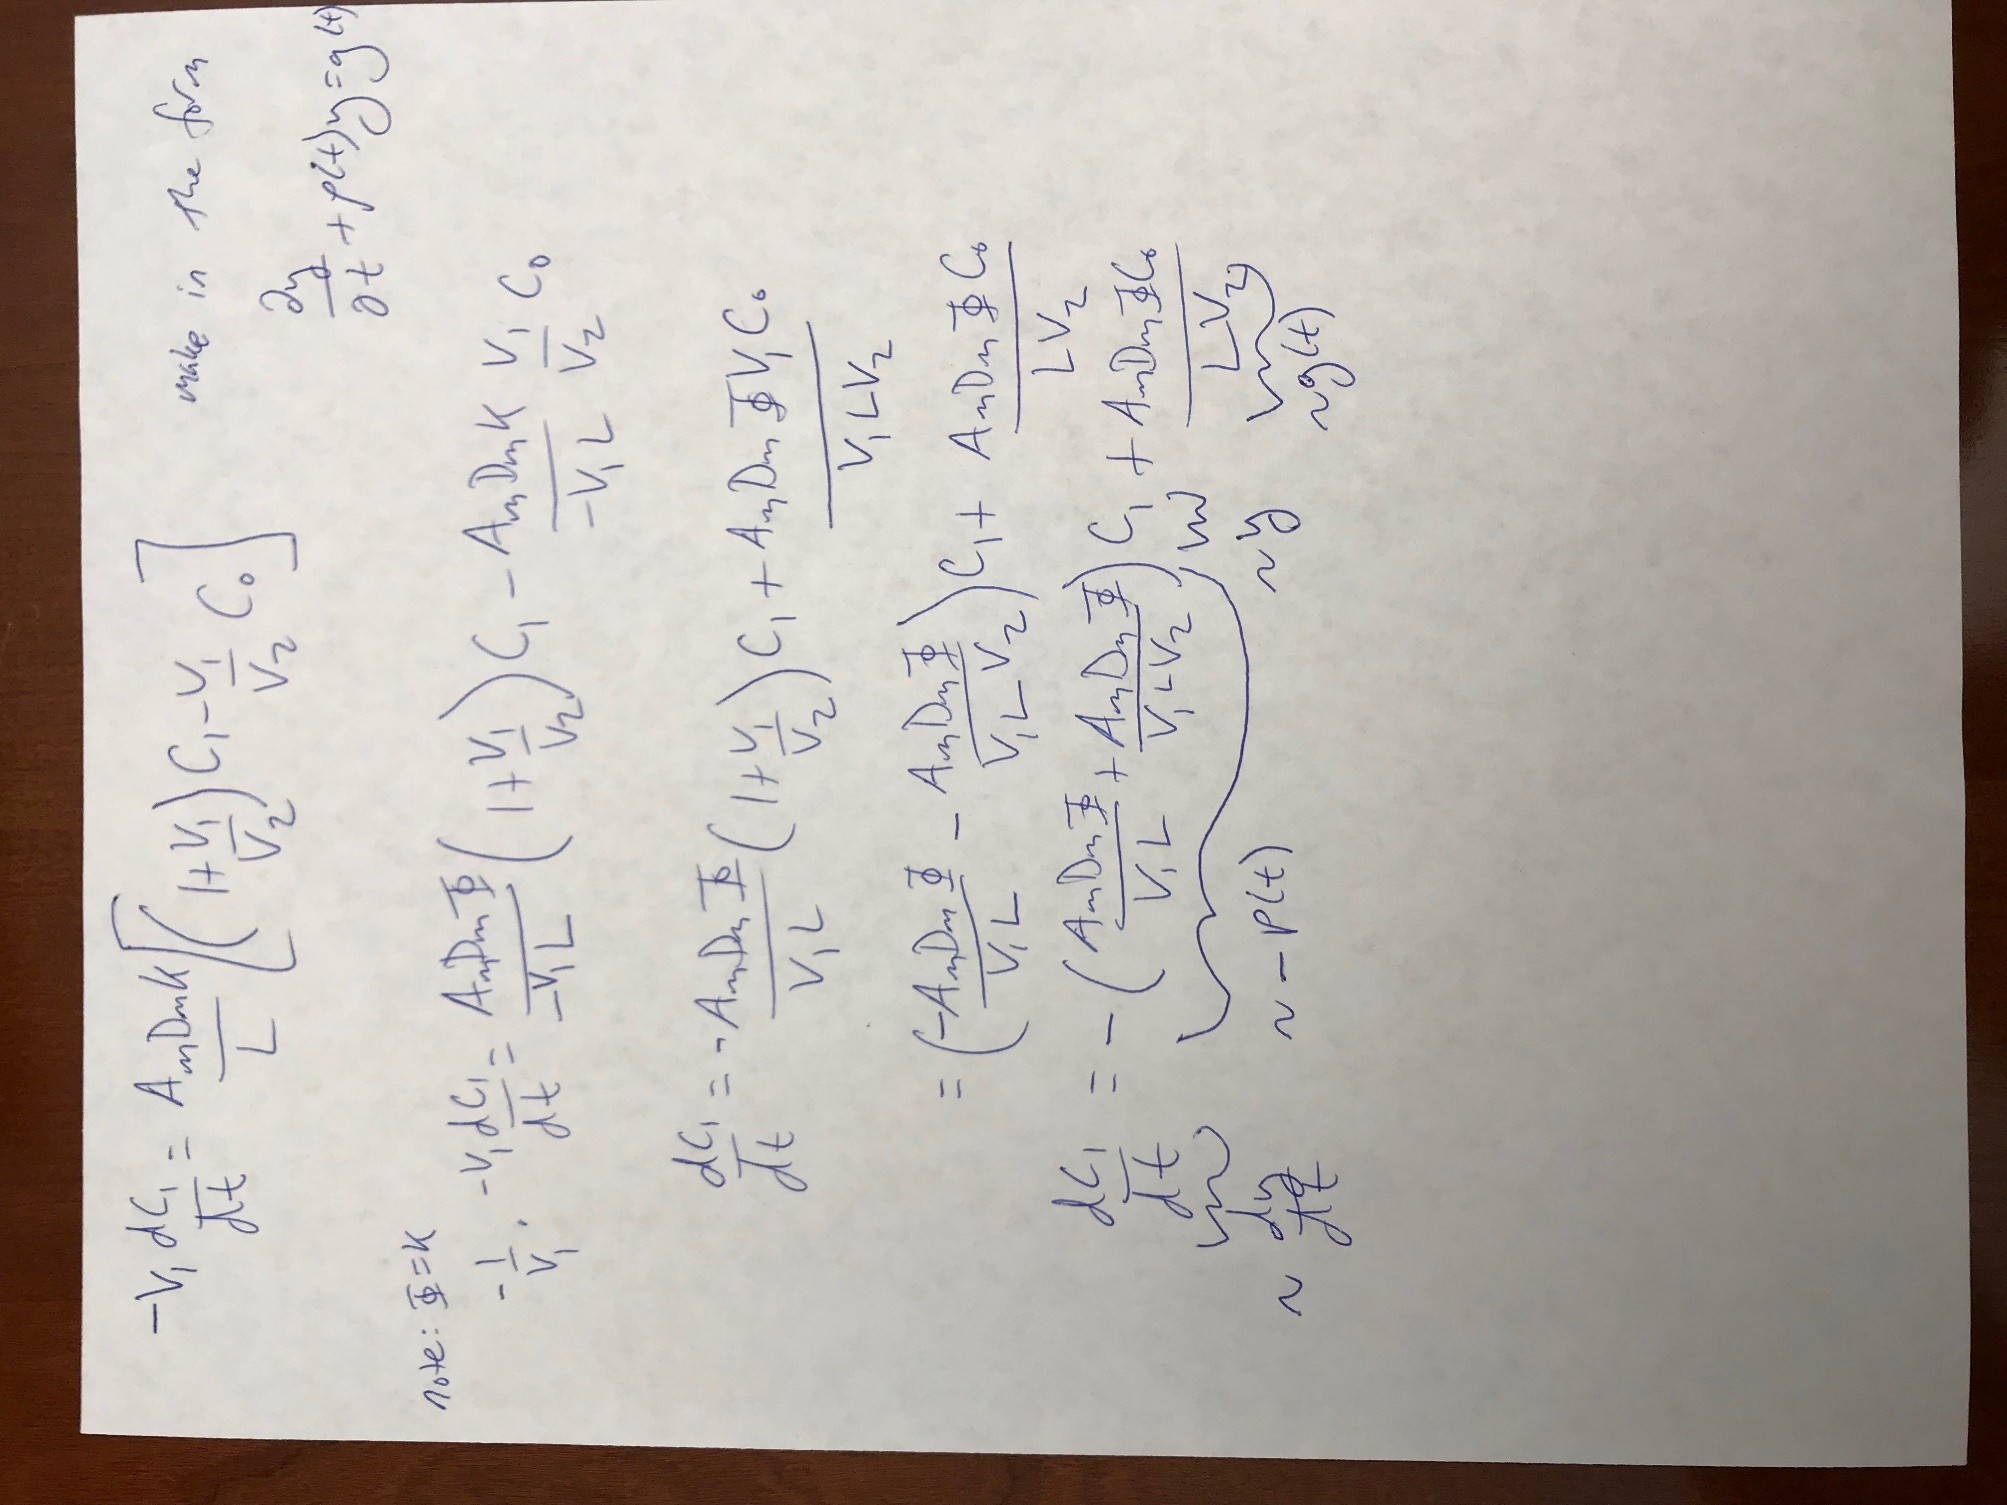 -V₁ dC₁/dt = AₘDₘK/L [(1+V₁/V₂)C₁ - V₁/V₂ C₀]
make in the form
∂y/∂t + p(t)y = g(t)
note: Φ=K
-1/V₁ · -V₁ dC₁/dt = AₘDₘΦ/-V₁L (1+V₁/V₂)C₁ - AₘDₘK/-V₁L V₁/V₂ C₀
dC₁/dt = -AₘDₘΦ/V₁L (1+V₁/V₂)C₁ + AₘDₘΦV₁C₀/V₁LV₂
= (-AₘDₘΦ/V₁L - AₘDₘΦ/V₁LV₂)C₁ + AₘDₘΦC₀/LV₂
dC₁/dt = -(AₘDₘΦ/V₁L + AₘDₘΦ/V₁LV₂)C₁ + AₘDₘΦC₀/LV₂
~ dy/dt ~ -p(t) ~y ~g(t)